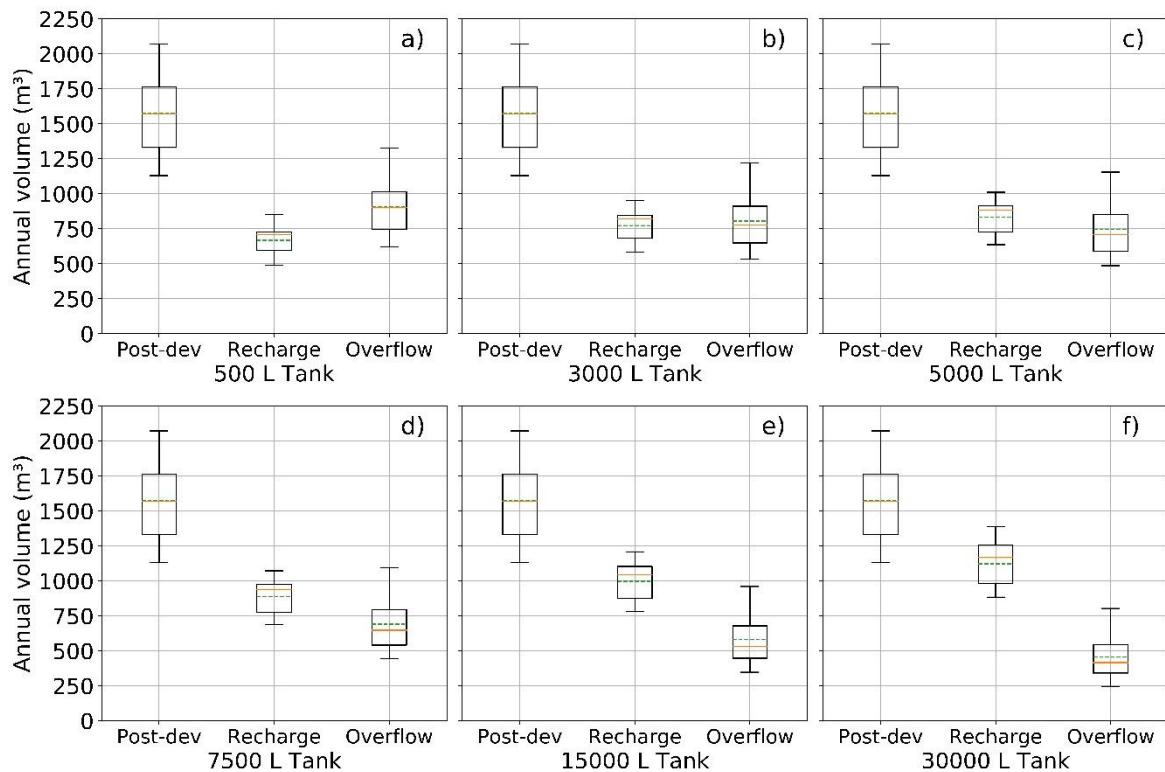 2250
2000
1750
1500
1250
1000
750
500
250
0
Annual volume (m³)
a)
Post-dev Recharge Overflow
500 L Tank
b)
Post-dev Recharge Overflow
3000 L Tank
c)
Post-dev Recharge Overflow
5000 L Tank
2250
2000
1750
1500
1250
1000
750
500
250
0
Annual volume (m³)
d)
Post-dev Recharge Overflow
7500 L Tank
e)
Post-dev Recharge Overflow
15000 L Tank
f)
Post-dev Recharge Overflow
30000 L Tank